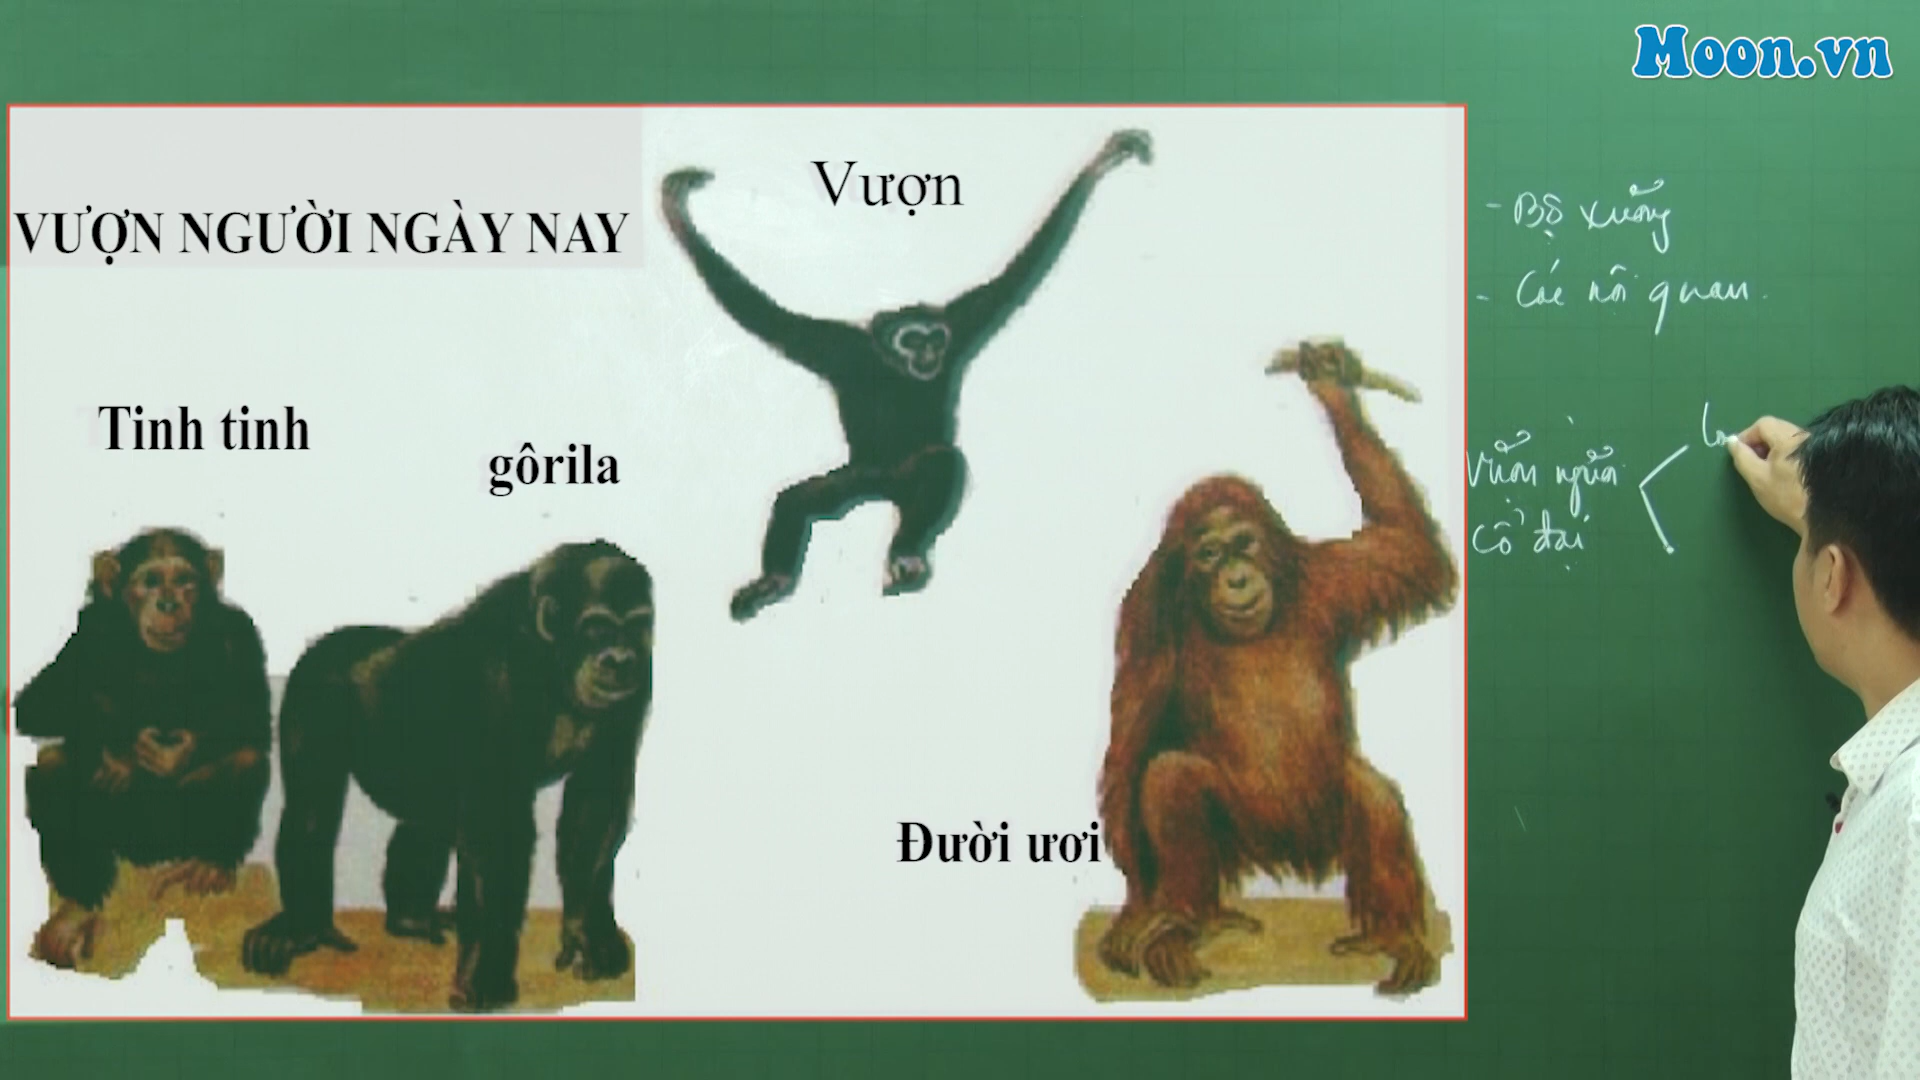 Moon.vn
VƯỢN NGƯỜI NGÀY NAY
Vượn
Tinh tinh
gôrila
Đười ươi
- Bộ xương
- Các nội quan.
Vượn người
cổ đại